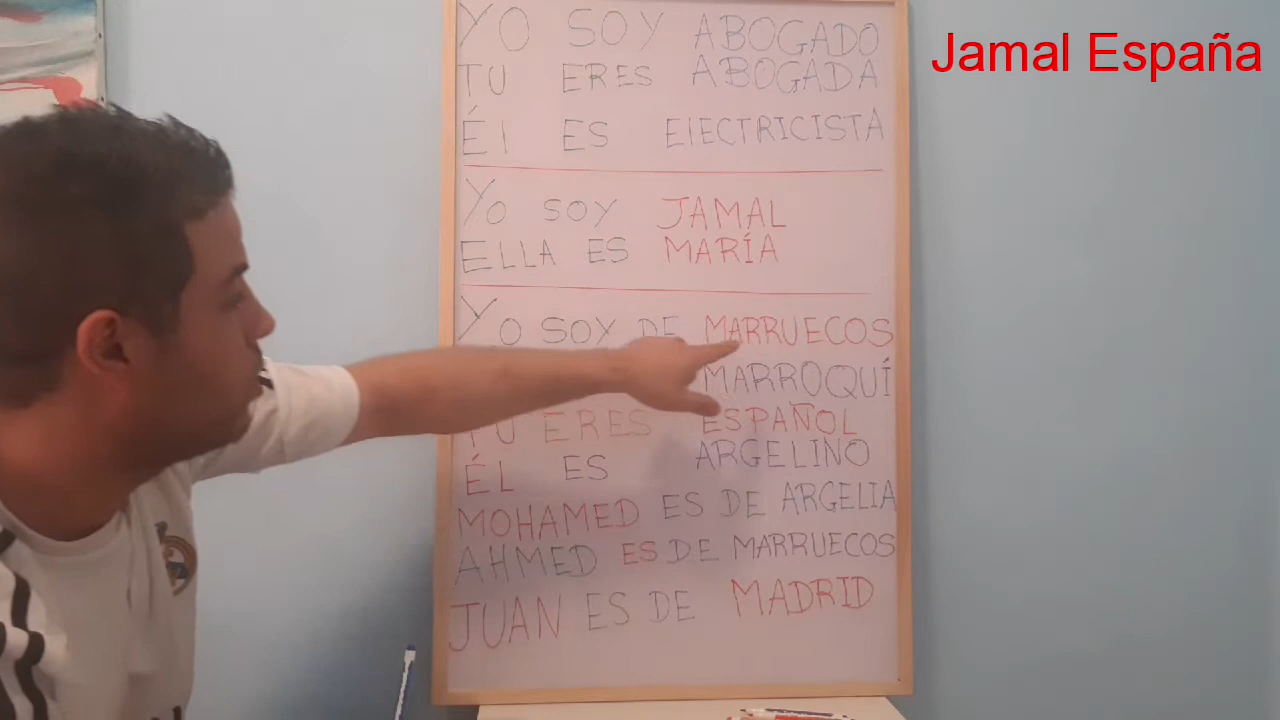 YO SOY ABOGADO
TU ERES ABOGADA
Él ES ElECTRICISTA
Yo SOY JAMAL
ELLA ES MARÍA
Yo SOY DE MARRUECOS
MARROQUÍ
TU ERES ESPAÑOL
ÉL ES ARGELINO
MOHAMED ES DE ARGELIA
AHMED ES DE MARRUECOS
JUAN ES DE MADRID
Jamal España